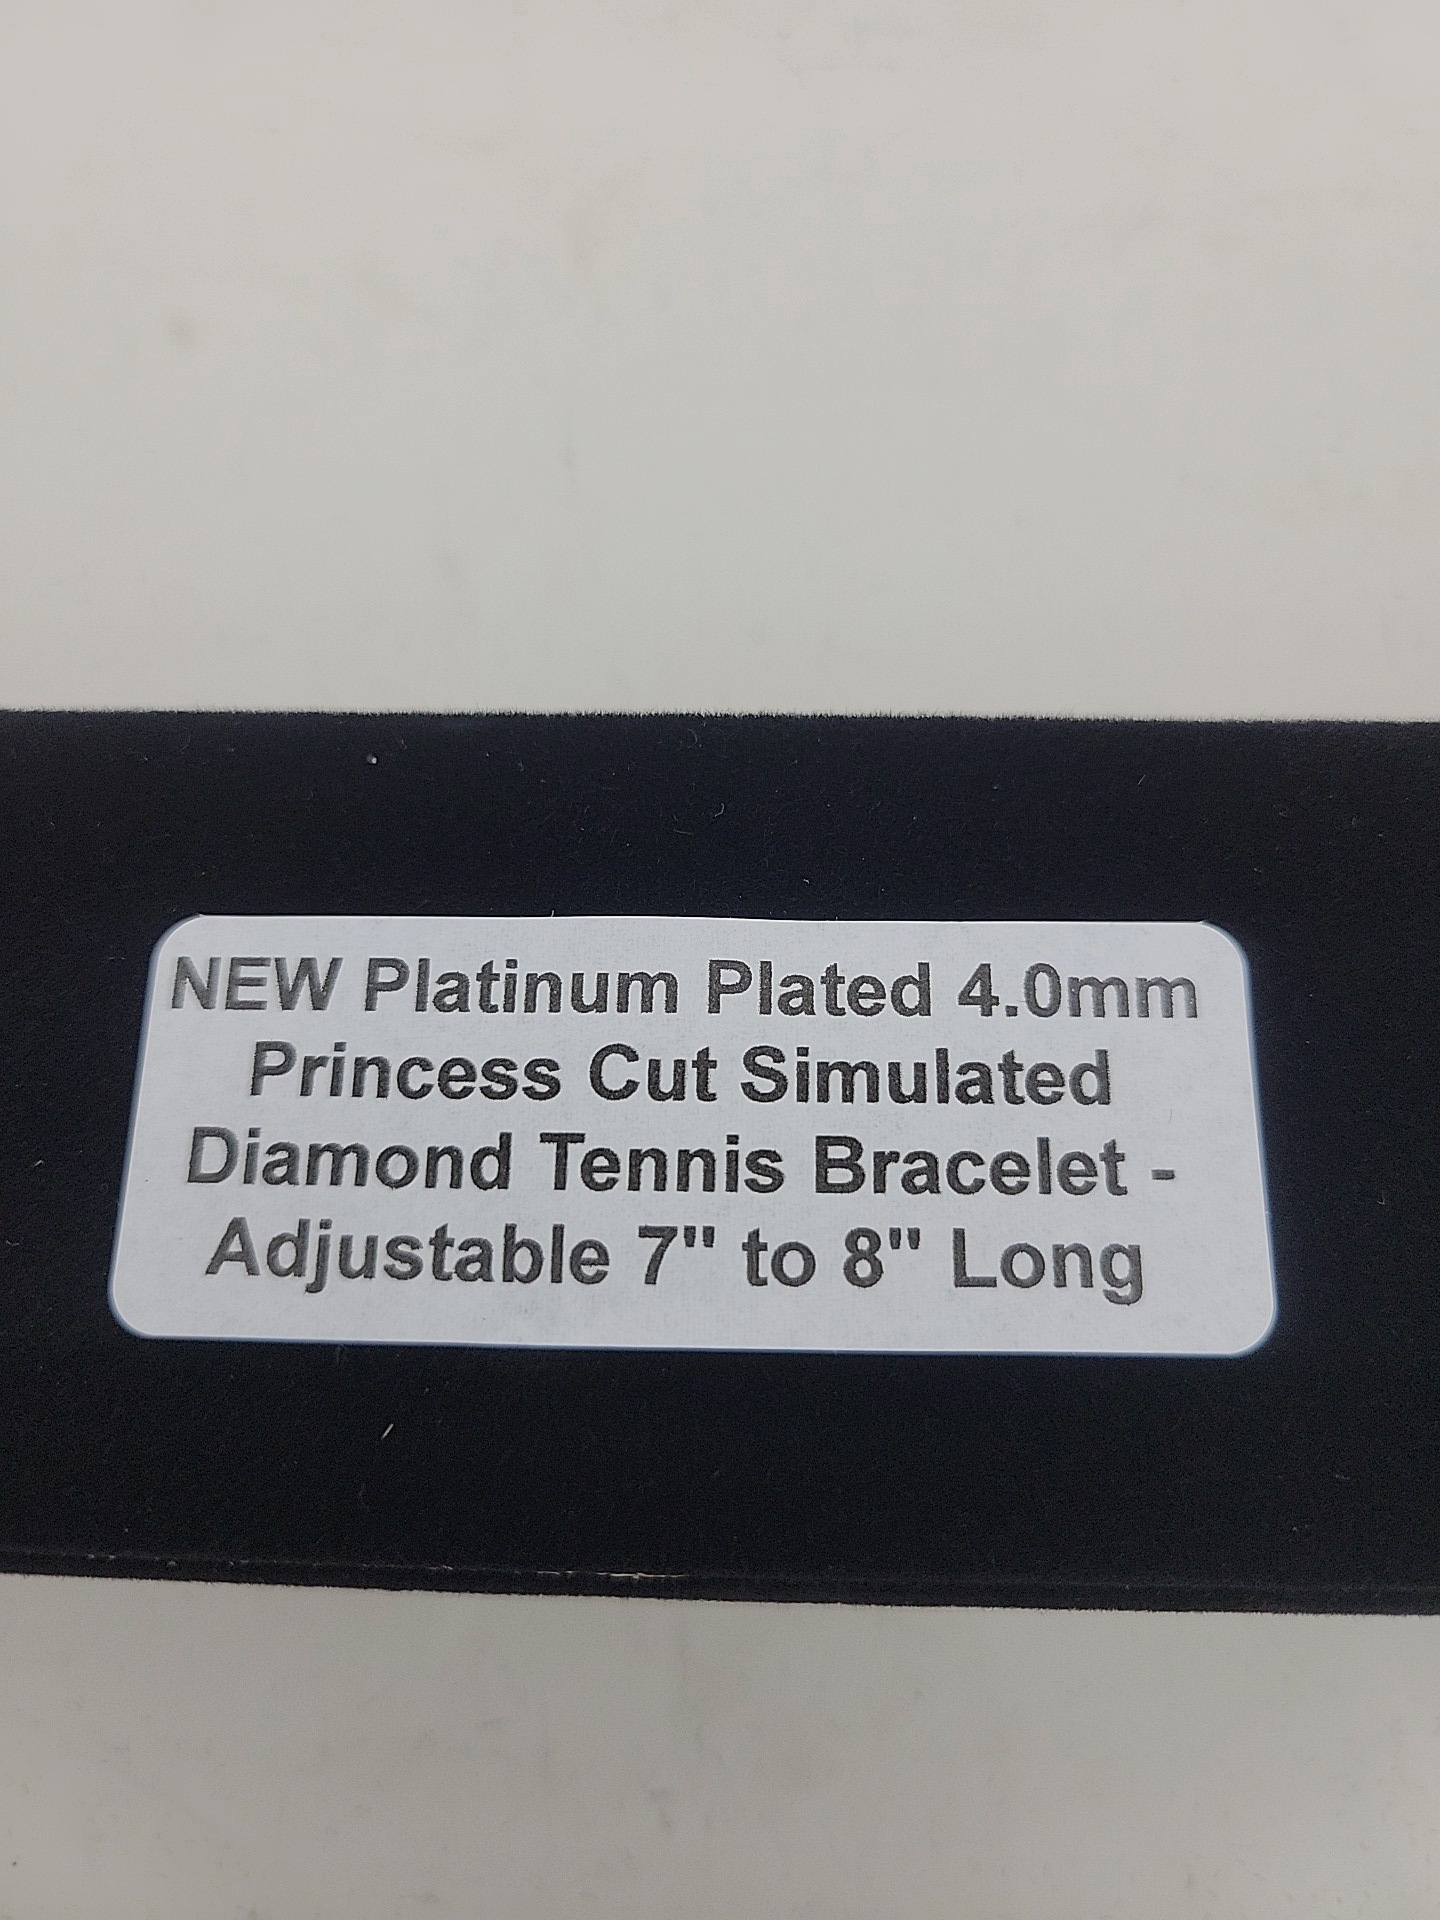 NEW Platinum Plated 4.0mm
Princess Cut Simulated
Diamond Tennis Bracelet -
Adjustable 7" to 8" Long